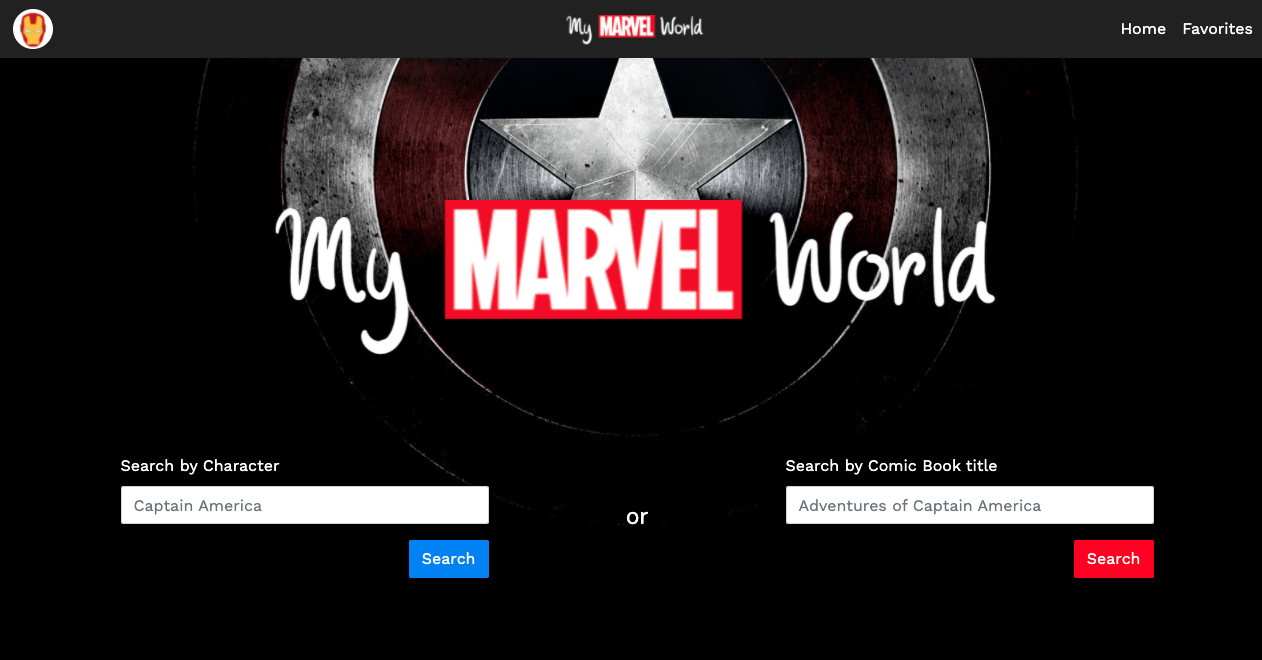 My MARVEL World
Home Favorites
My MARVEL World
Search by Character
Captain America
Search
or
Search by Comic Book title
Adventures of Captain America
Search